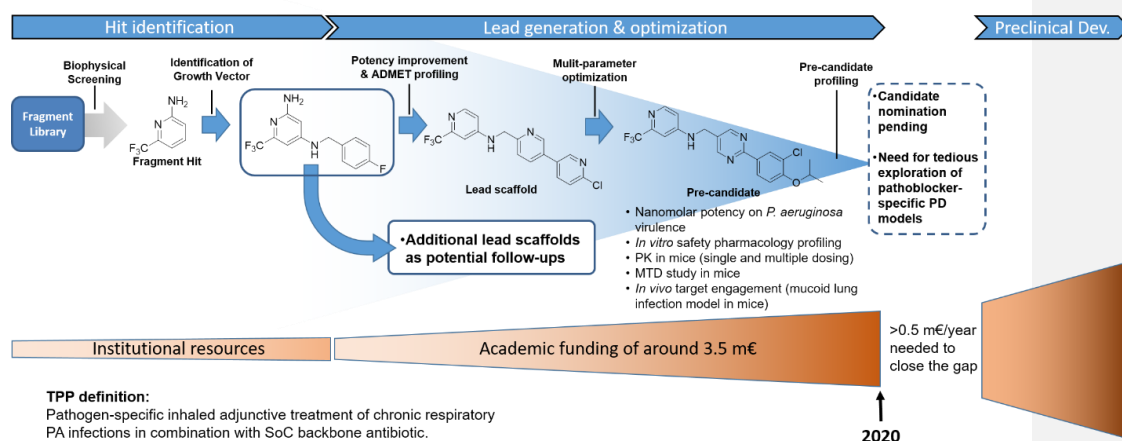 Hit identification
Lead generation & optimization
Preclinical Dev.
Biophysical
Screening
Identification of
Growth Vector
Potency improvement
& ADMET profiling
Mulit-parameter
optimization
Pre-candidate
profiling
Fragment
Library
NH2
N
F3C
Fragment Hit
NH2
N
F3C
N
H
F
N
F3C
N
H
N
N
Cl
Lead scaffold
N
F3C
N
H
N
N
Cl
O
Pre-candidate
•Candidate
nomination
pending
•Need for tedious
exploration of
pathoblocker-
specific PD
models
•Additional lead scaffolds
as potential follow-ups
• Nanomolar potency on P. aeruginosa
virulence
• In vitro safety pharmacology profiling
• PK in mice (single and multiple dosing)
• MTD study in mice
• In vivo target engagement (mucoid lung
infection model in mice)
Institutional resources
Academic funding of around 3.5 m€
>0.5 m€/year
needed to
close the gap
TPP definition:
Pathogen-specific inhaled adjunctive treatment of chronic respiratory
PA infections in combination with SoC backbone antibiotic.
2020